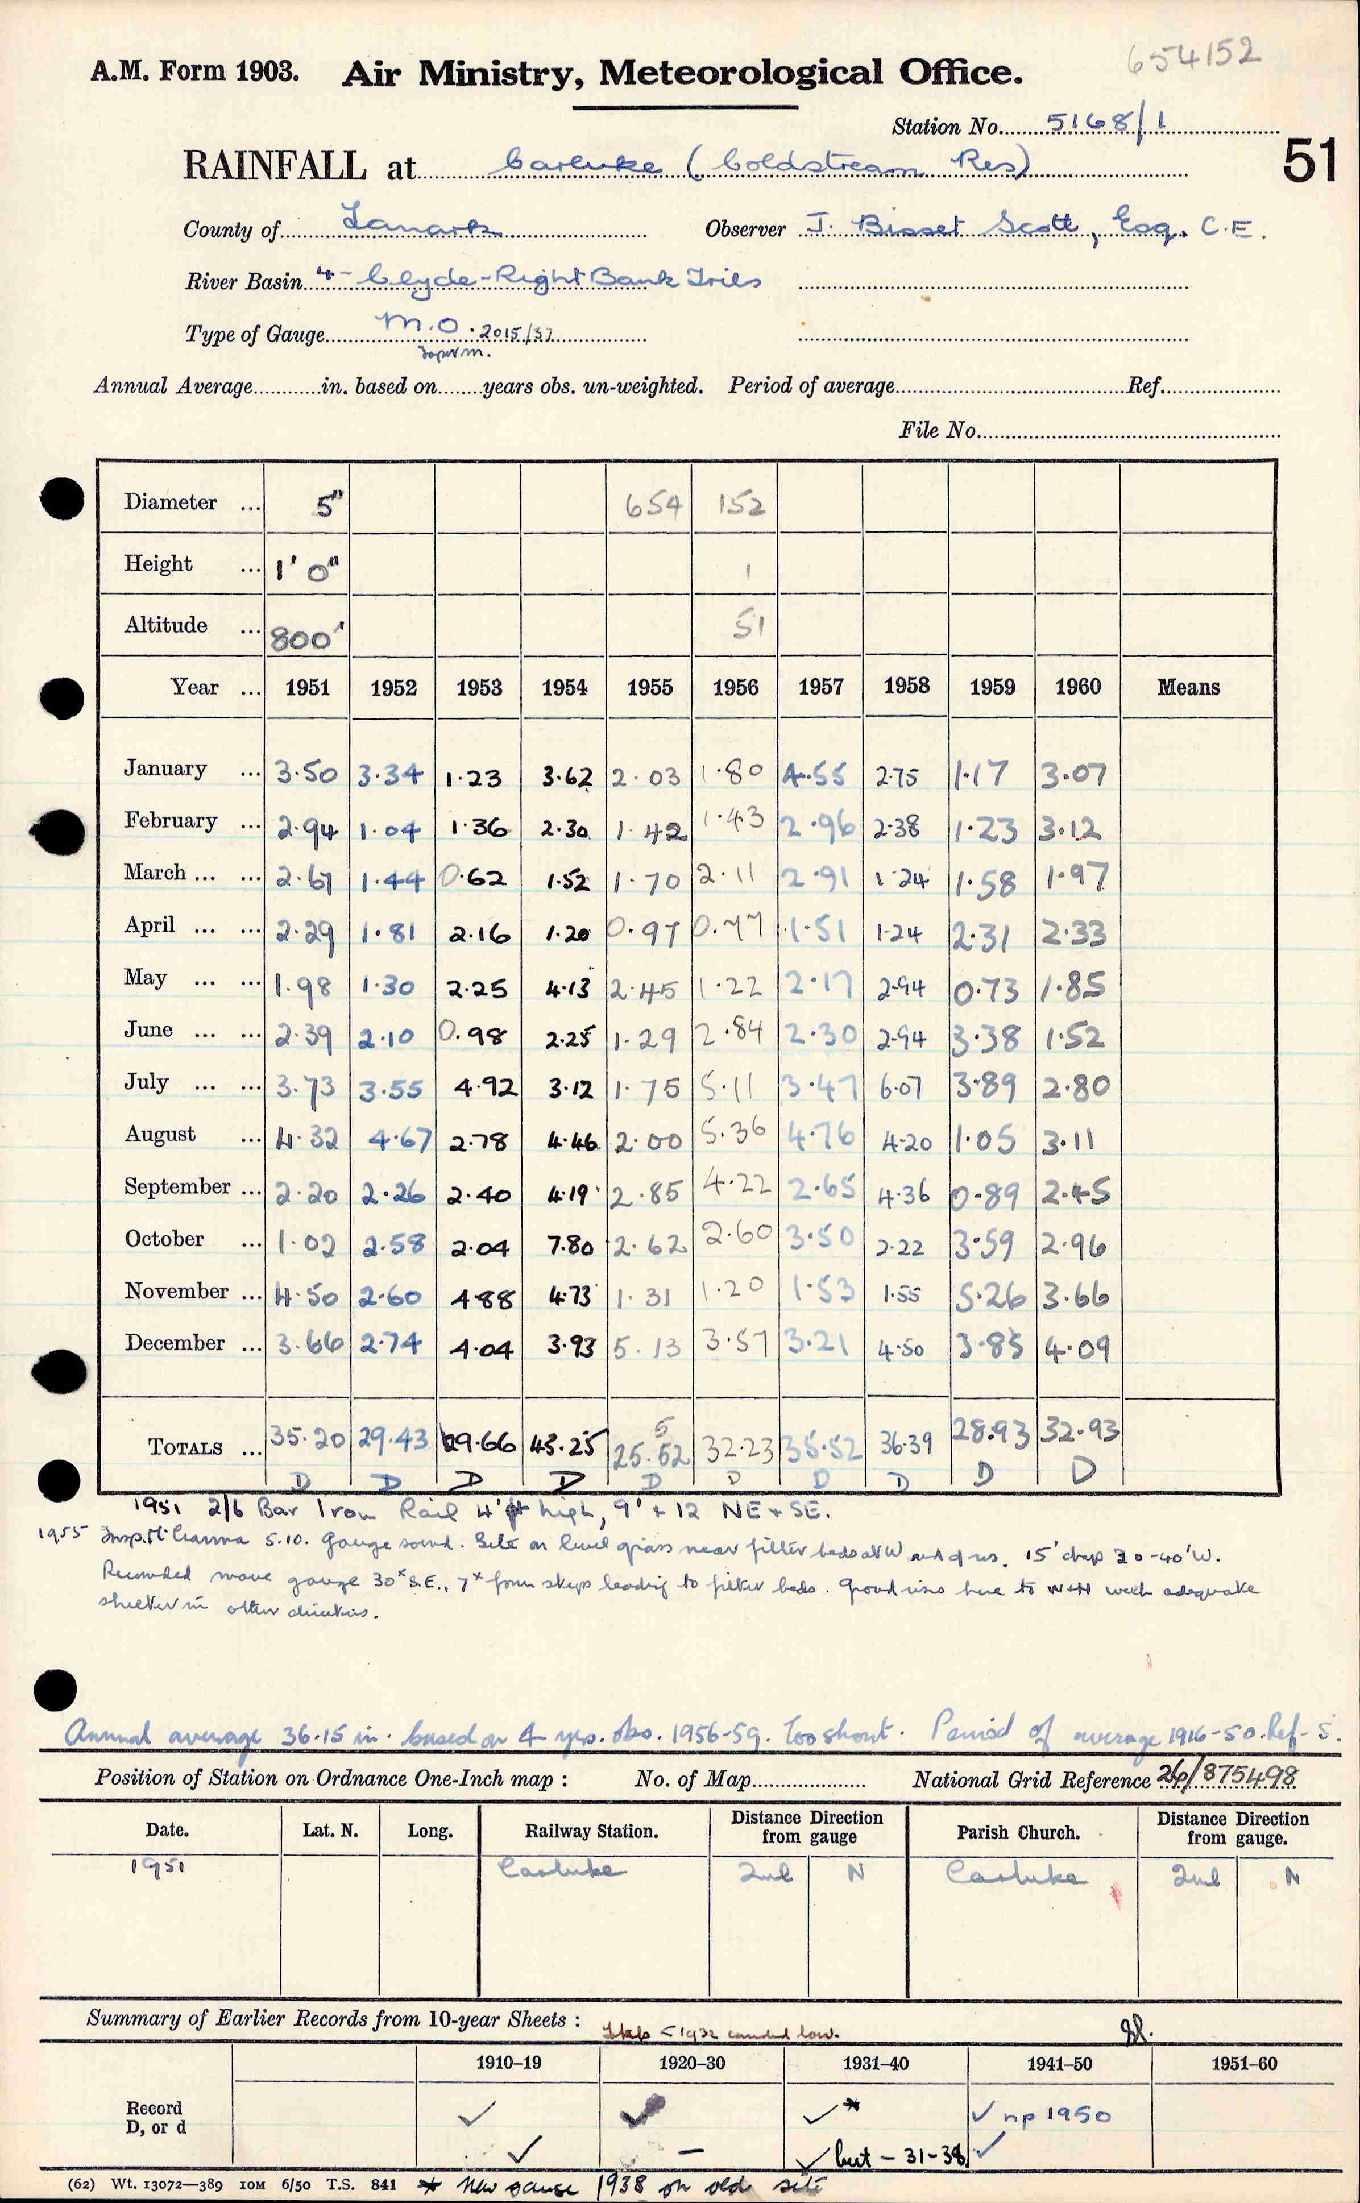 654152
A.M. Form 1903. Air Ministry, Meteorological Office.
Station No. 5168/1
51
RAINFALL at Carluke (Coldstream Res)
County of Lanark Observer J. Bisset Scott, Esq. C.E.
River Basin 4 - Clyde - Right Bank Tribs
Type of Gauge M.O. 2015/37
Annual Average in. based on years obs. un-weighted. Period of average Ref.
File No.
Diameter ... 5" 654 152
Height ... 1' 0" 1
Altitude ... 800' 51
Year ... 1951 1952 1953 1954 1955 1956 1957 1958 1959 1960 Means
January ... 3.50 3.34 1.23 3.62 2.03 1.80 4.55 2.75 1.17 3.07
February ... 2.94 1.04 1.36 2.30 1.42 1.43 2.96 2.38 1.23 3.12
March ... ... 2.67 1.44 0.62 1.52 1.70 2.11 2.91 1.24 1.58 1.97
April ... ... 2.29 1.81 2.16 1.20 0.97 0.77 1.51 1.24 2.31 2.33
May ... ... 1.98 1.30 2.25 4.13 2.45 1.22 2.17 2.94 0.73 1.85
June ... ... 2.39 2.10 0.98 2.25 1.29 2.84 2.30 2.94 3.38 1.52
July ... ... 3.73 3.55 4.92 3.12 1.75 5.11 3.47 6.07 3.89 2.80
August ... 4.32 4.67 2.78 4.46 2.00 5.36 4.76 4.20 1.05 3.11
September ... 2.20 2.26 2.40 4.19 2.85 4.22 2.65 4.36 0.89 2.45
October ... 1.02 2.58 2.04 7.80 2.62 2.60 3.50 2.22 3.59 2.96
November ... 4.50 2.60 4.88 4.73 1.31 1.20 1.53 1.55 5.26 3.66
December ... 3.66 2.74 4.04 3.93 5.13 3.57 3.21 4.50 3.85 4.09
5
TOTALS ... 35.20 29.43 29.66 43.25 25.52 32.23 35.52 36.39 28.93 32.93
D D D D D D D D D D
1951 2/6 Bar Iron Rail 4' high, 9' + 12 NE + SE.
1955 Insp. 5.10. Gauge sound. Site on level grass near filter beds at W and of res. 15' drop 30-40' W.
move gauge 30" S.E., 7" from steps leading to filter beds. Ground rises here to with adequate
shelter in other directions.
Annual average 36.15 in. based on 4 yrs. obs. 1956-59. Too short. Period of average 1916-50. Ref- S.
Position of Station on Ordnance One-Inch map : No. of Map National Grid Reference 26/875498
Date. Lat. N. Long. Railway Station. Distance Direction from gauge Parish Church. Distance Direction from gauge.
1951 Carluke 2ml N Carluke 2ml N
Summary of Earlier Records from 10-year Sheets :
< 1932 low.
1910–19 1920–30 1931–40 1941–50 1951–60
Record D, or d ✓ ✓ ✓ * ✓ np 1950
✓ – ✓ but - 31-38 ✓
(62) Wt. 13072—389 10M 6/50 T.S. 841 * New gauge 1938 on old site